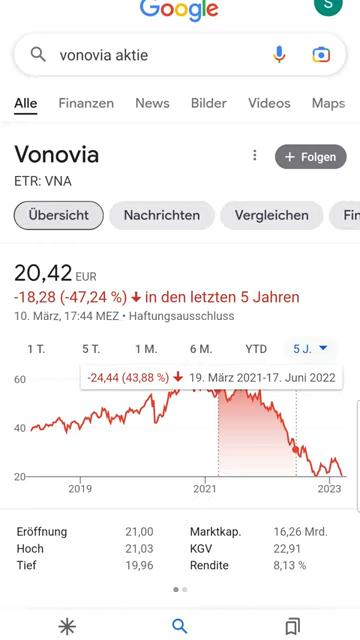 Google
S
vonovia aktie
Alle Finanzen News Bilder Videos Maps
Vonovia
+ Folgen
ETR: VNA
Übersicht Nachrichten Vergleichen Fin
20,42 EUR
-18,28 (-47,24 %) ↓ in den letzten 5 Jahren
10. März, 17:44 MEZ • Haftungsausschluss
1 T. 5 T. 1 M. 6 M. YTD 5 J.
-24,44 (43,88 %) ↓ 19. März 2021-17. Juni 2022
60
40
20
2019 2021 2023
Eröffnung 21,00 Marktkap. 16,26 Mrd.
Hoch 21,03 KGV 22,91
Tief 19,96 Rendite 8,13 %